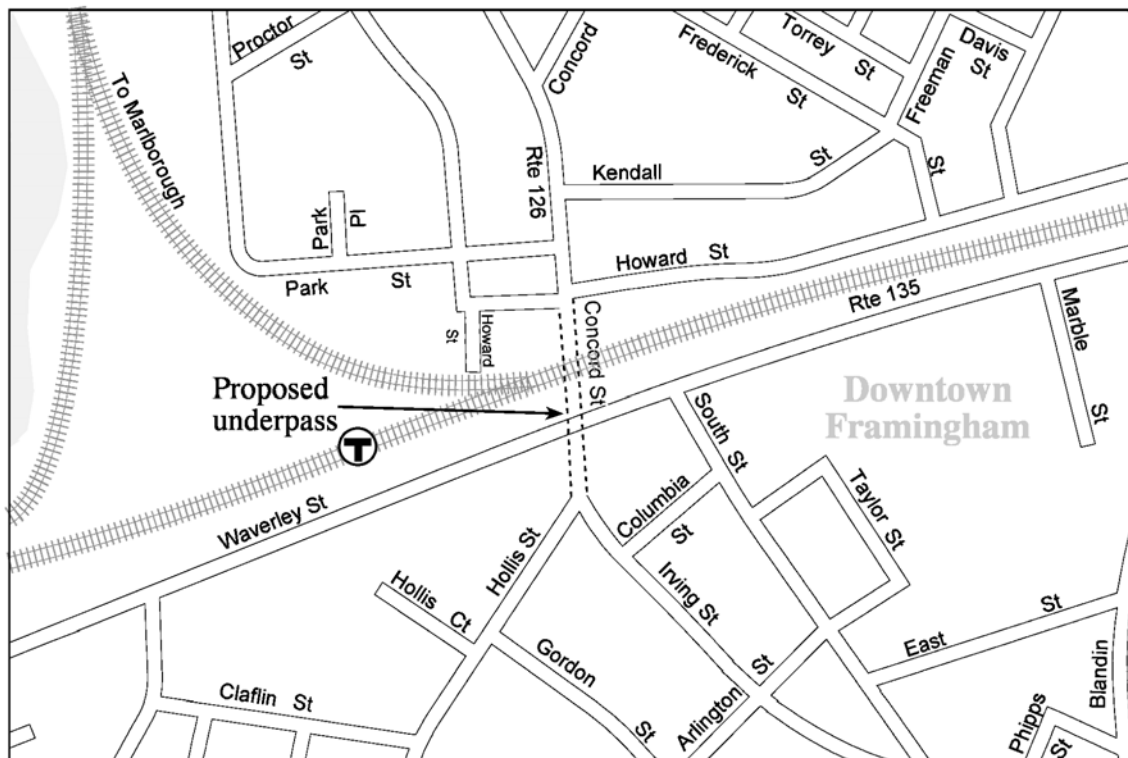 Proctor
St
To Marlborough
Concord
Frederick
St
Torrey
St
Freeman
St
Davis
St
Rte 126
Kendall
St
Park
Pl
Park
St
Howard
St
Howard
St
Concord St
Rte 135
Marble
St
Proposed
underpass
T
Downtown
Framingham
Waverley St
South St
Columbia
St
Taylor St
Hollis St
Hollis
Ct
Irving St
Gordon
St
Arlington
St
East
St
Claflin St
Blandin
Phipps
St